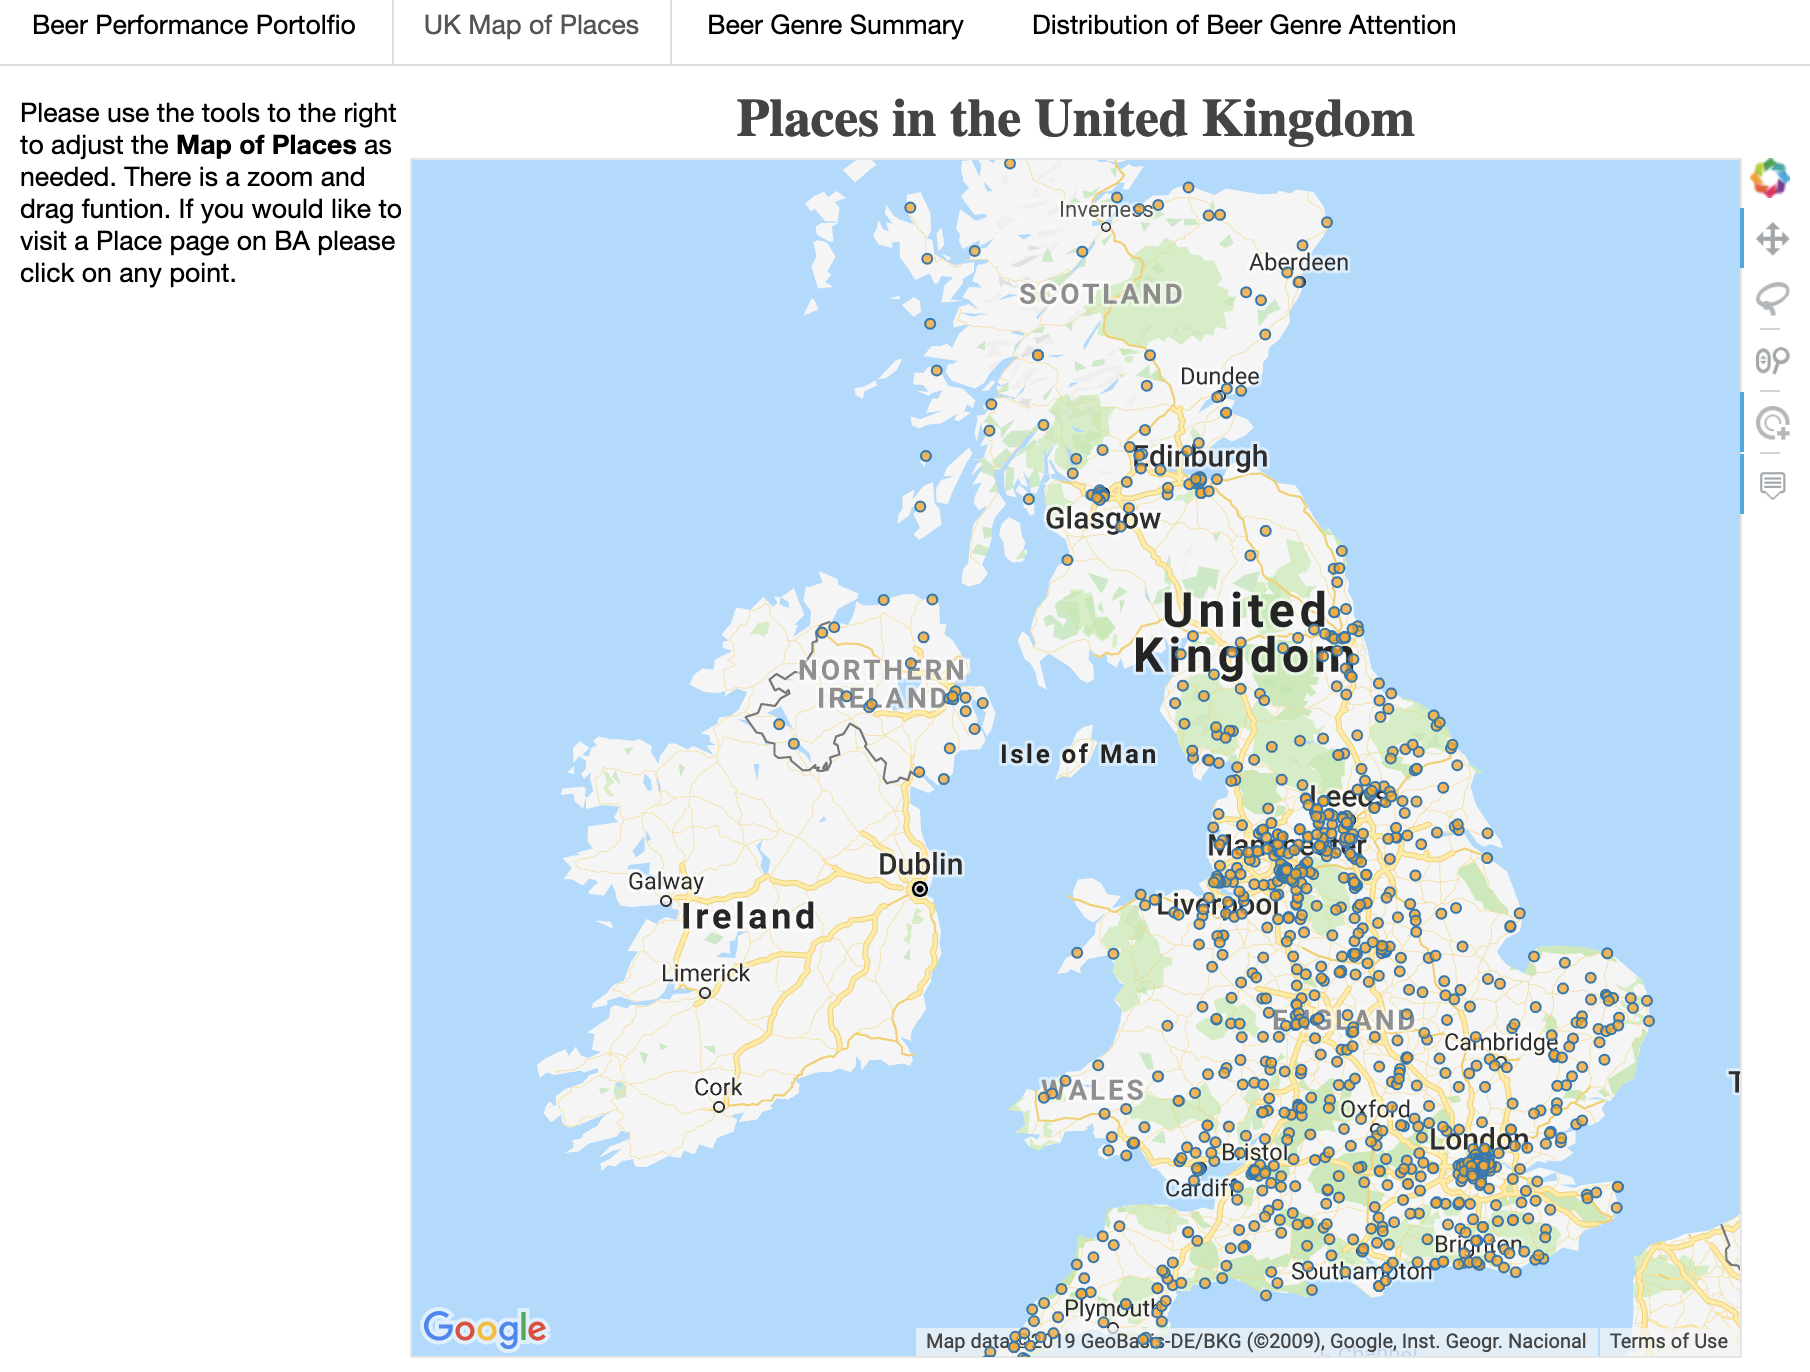 Beer Performance Portolfio
UK Map of Places
Beer Genre Summary
Distribution of Beer Genre Attention
Please use the tools to the right
to adjust the Map of Places as
needed. There is a zoom and
drag funtion. If you would like to
visit a Place page on BA please
click on any point.
Places in the United Kingdom
Inverness
Aberdeen
SCOTLAND
Dundee
Edinburgh
Glasgow
United
Kingdom
NORTHERN
IRELAND
Isle of Man
Leeds
Manchester
Dublin
Galway
Ireland
Liverpool
Limerick
ENGLAND
Cambridge
Cork
WALES
Oxford
London
Bristol
Cardiff
Brighton
Southampton
Plymouth
Google
Map data ©2019 GeoBasis-DE/BKG (©2009), Google, Inst. Geogr. Nacional
Terms of Use